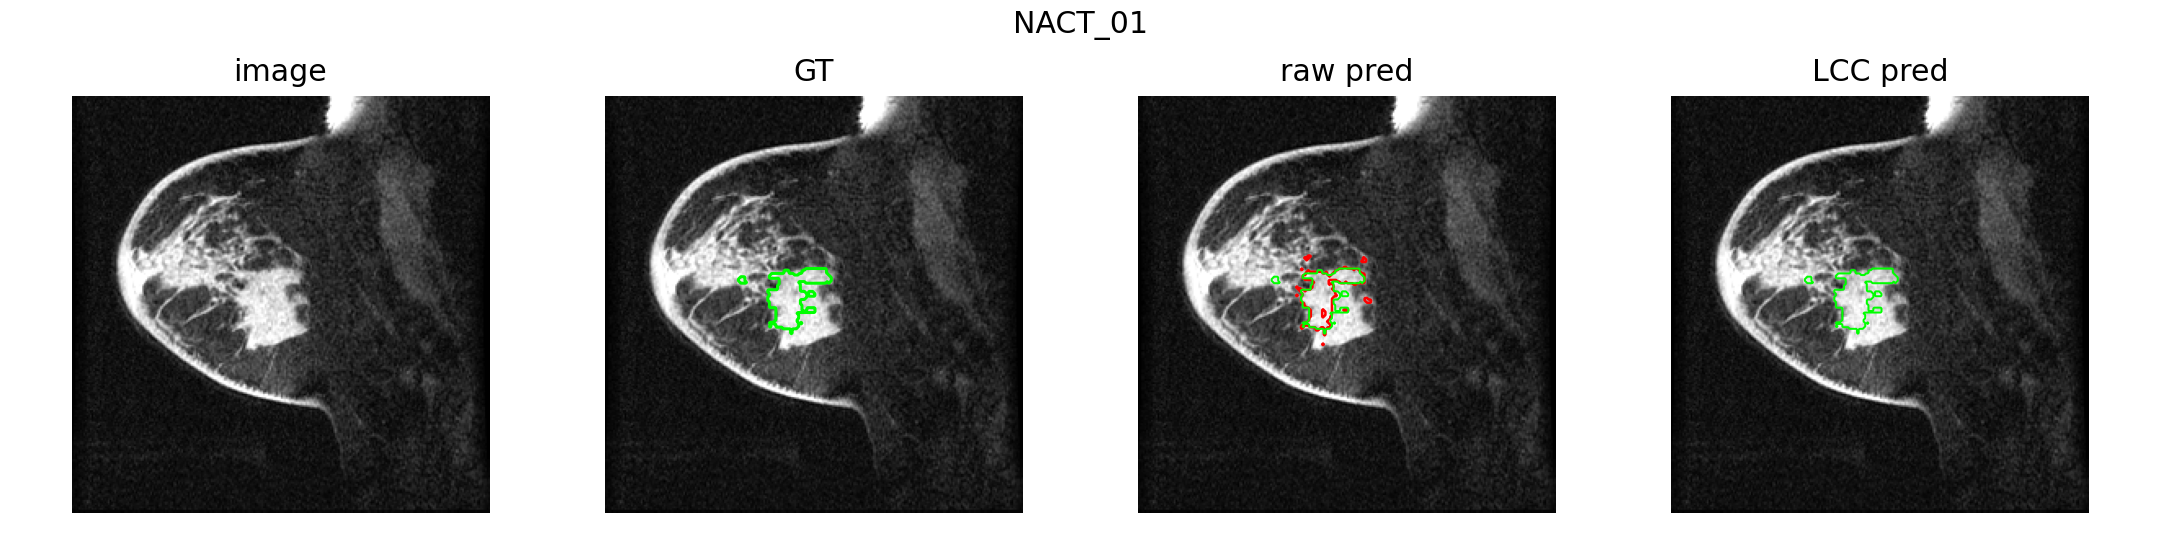 NACT_01
image
GT
raw pred
LCC pred